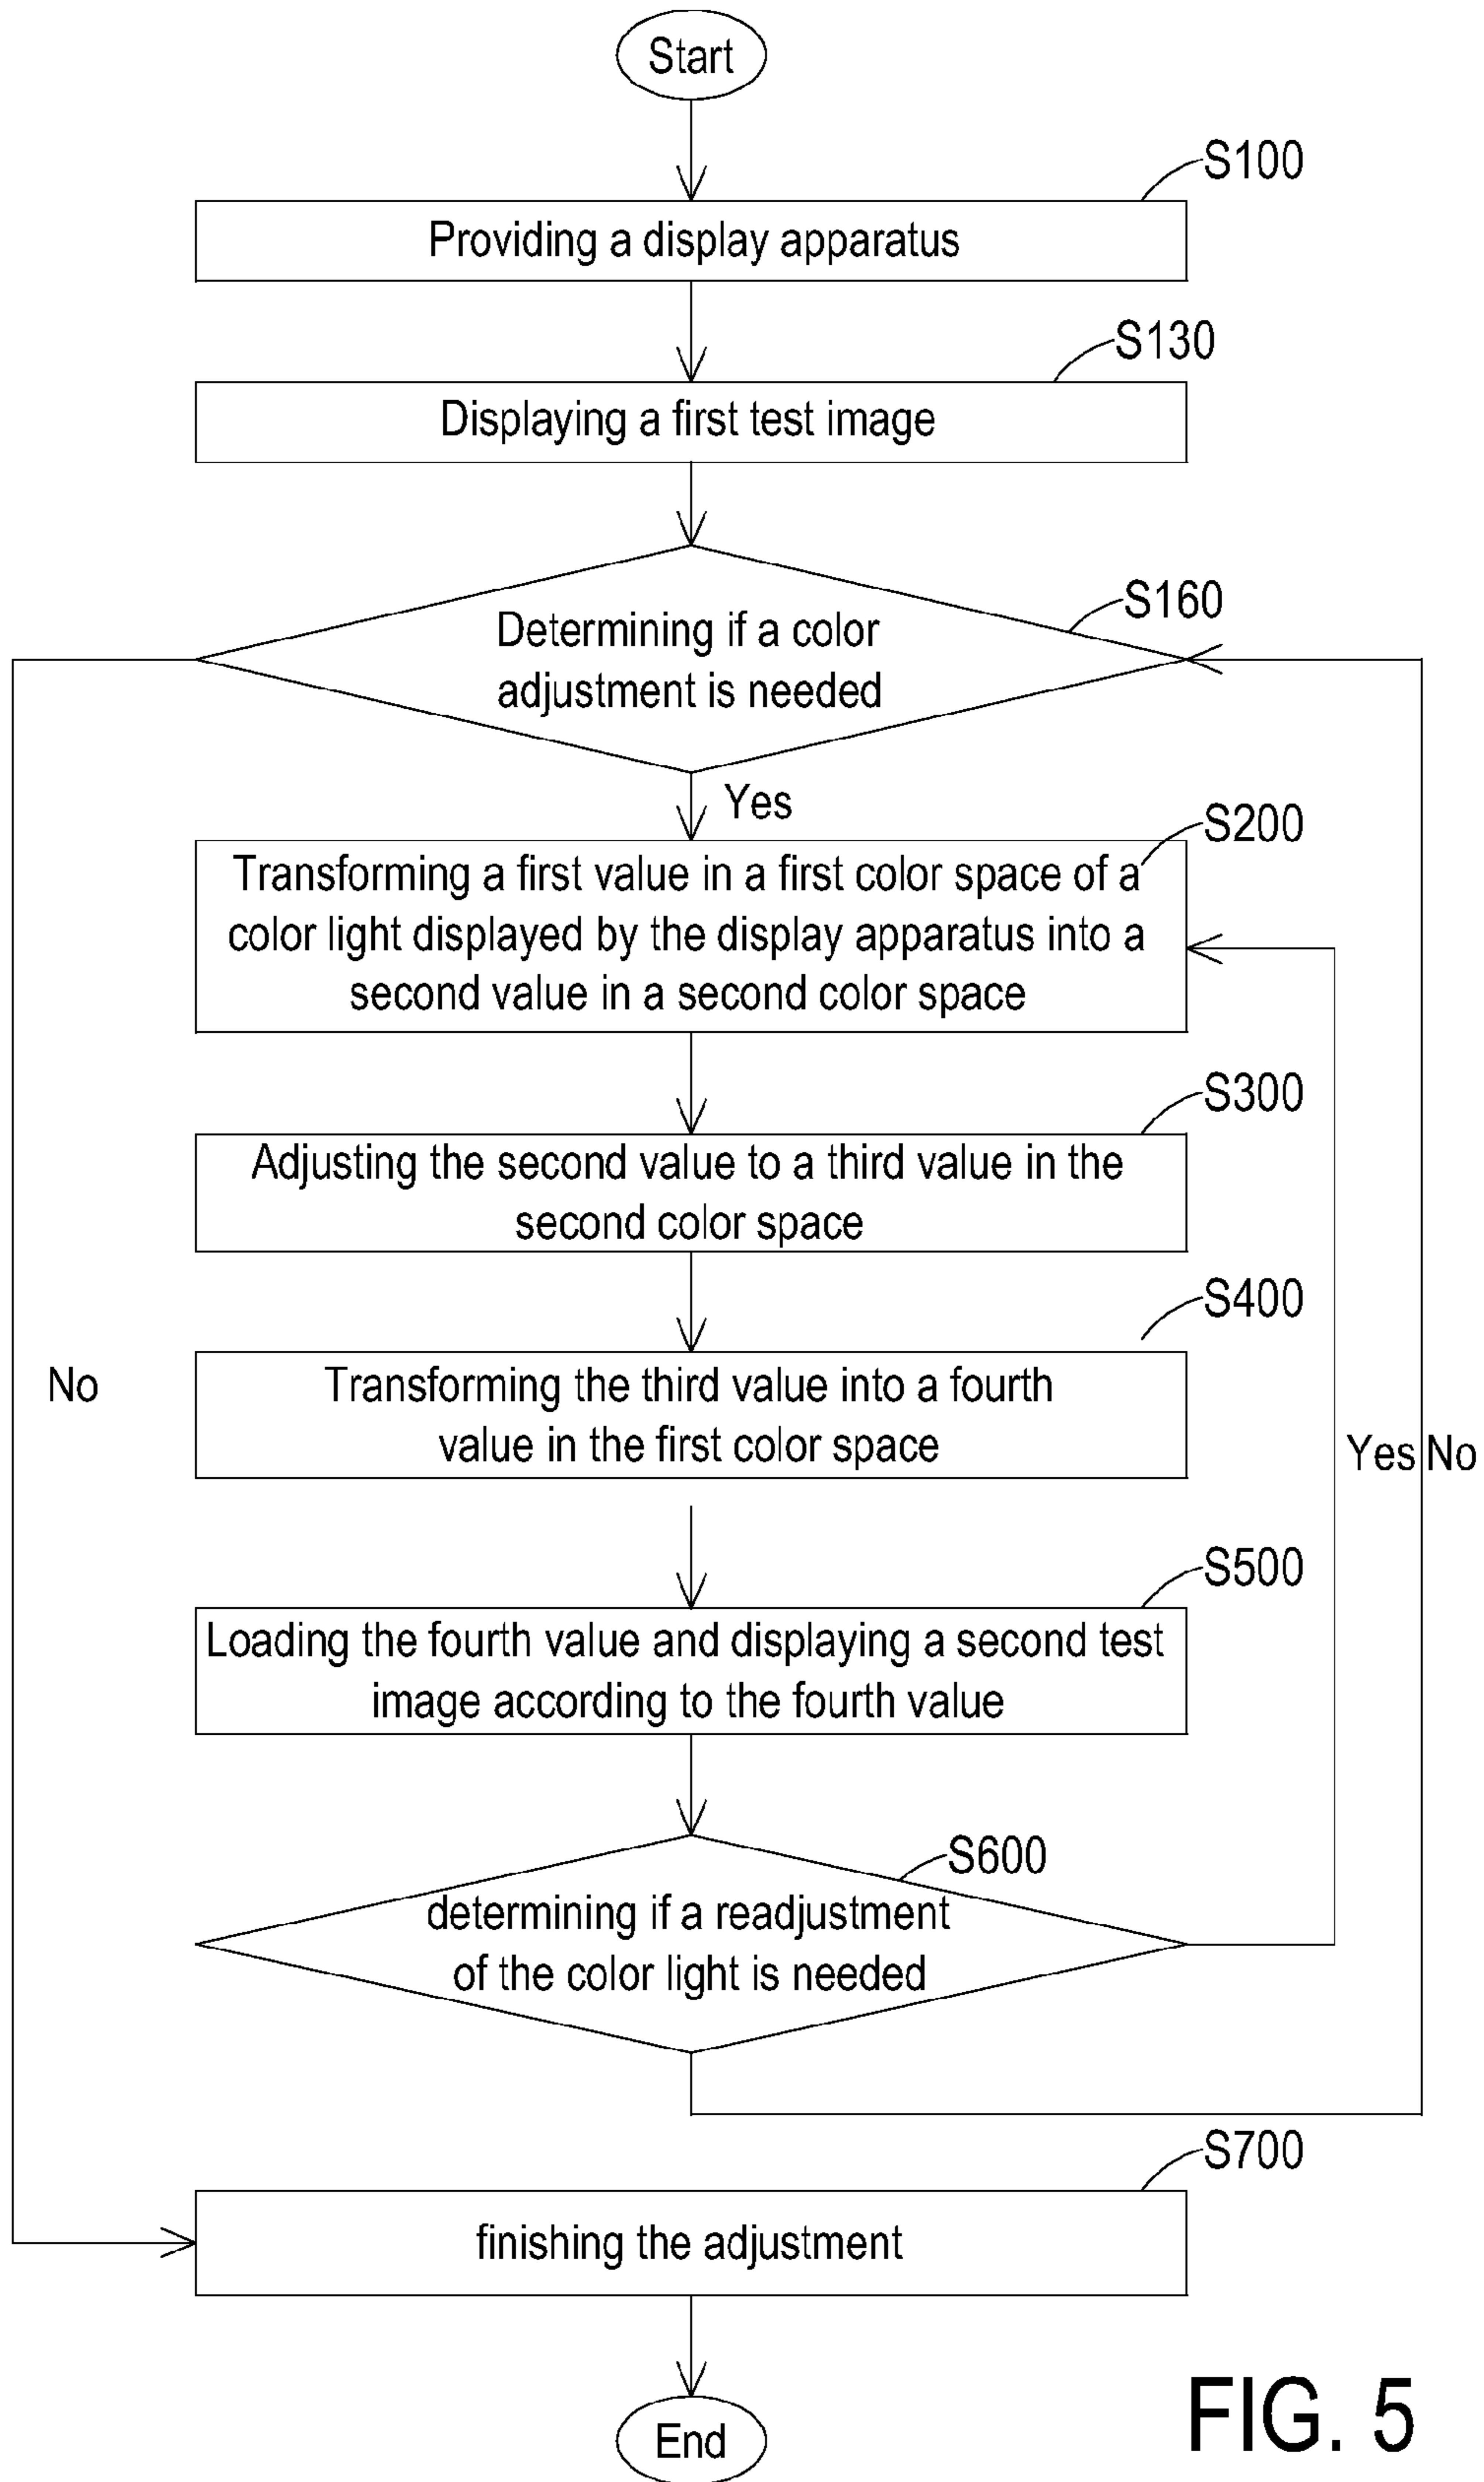 Start
S100
Providing a display apparatus
S130
Displaying a first test image
S160
Determining if a color
adjustment is needed
Yes
S200
Transforming a first value in a first color space of a
color light displayed by the display apparatus into a
second value in a second color space
S300
Adjusting the second value to a third value in the
second color space
S400
Transforming the third value into a fourth
value in the first color space
No
Yes
No
S500
Loading the fourth value and displaying a second test
image according to the fourth value
S600
determining if a readjustment
of the color light is needed
S700
finishing the adjustment
End
FIG. 5